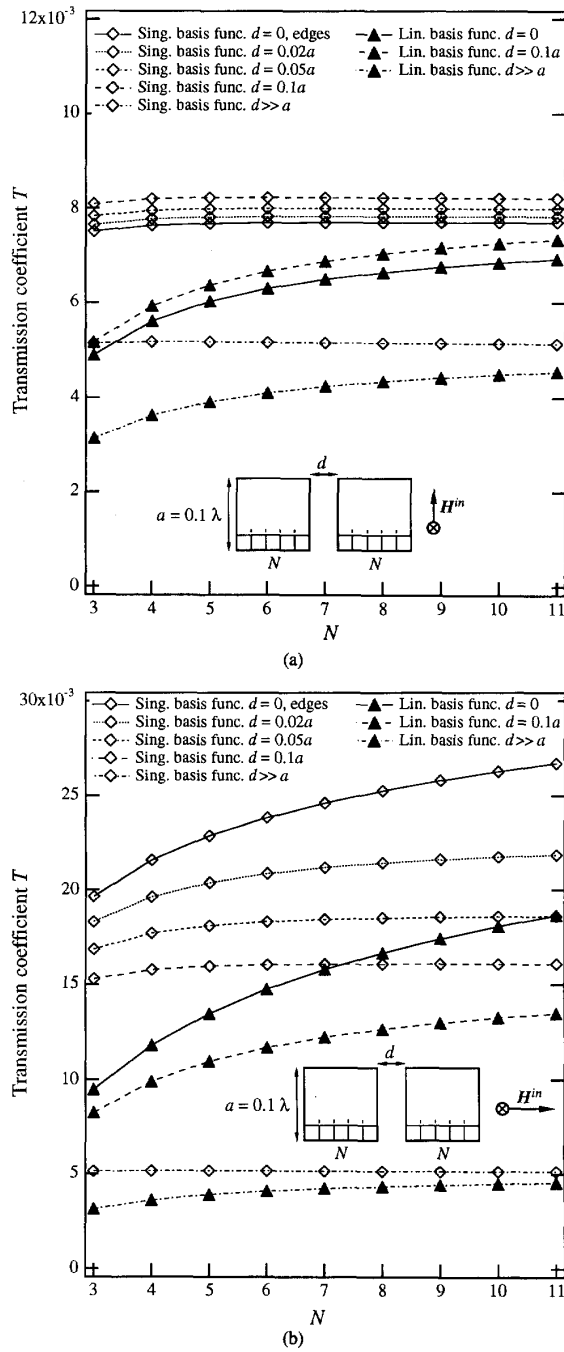 12x10⁻³
Sing. basis func. d = 0, edges
Sing. basis func. d = 0.02a
Sing. basis func. d = 0.05a
Sing. basis func. d = 0.1a
Sing. basis func. d >> a
Lin. basis func. d = 0
Lin. basis func. d = 0.1a
Lin. basis func. d >> a
10
8
6
4
2
0
Transmission coefficient T
d
a = 0.1 λ
N
N
Hⁱⁿ
3 4 5 6 7 8 9 10 11
N
(a)
30x10⁻³
Sing. basis func. d = 0, edges
Sing. basis func. d = 0.02a
Sing. basis func. d = 0.05a
Sing. basis func. d = 0.1a
Sing. basis func. d >> a
Lin. basis func. d = 0
Lin. basis func. d = 0.1a
Lin. basis func. d >> a
25
20
15
10
5
0
Transmission coefficient T
d
a = 0.1 λ
N
N
Hⁱⁿ
3 4 5 6 7 8 9 10 11
N
(b)